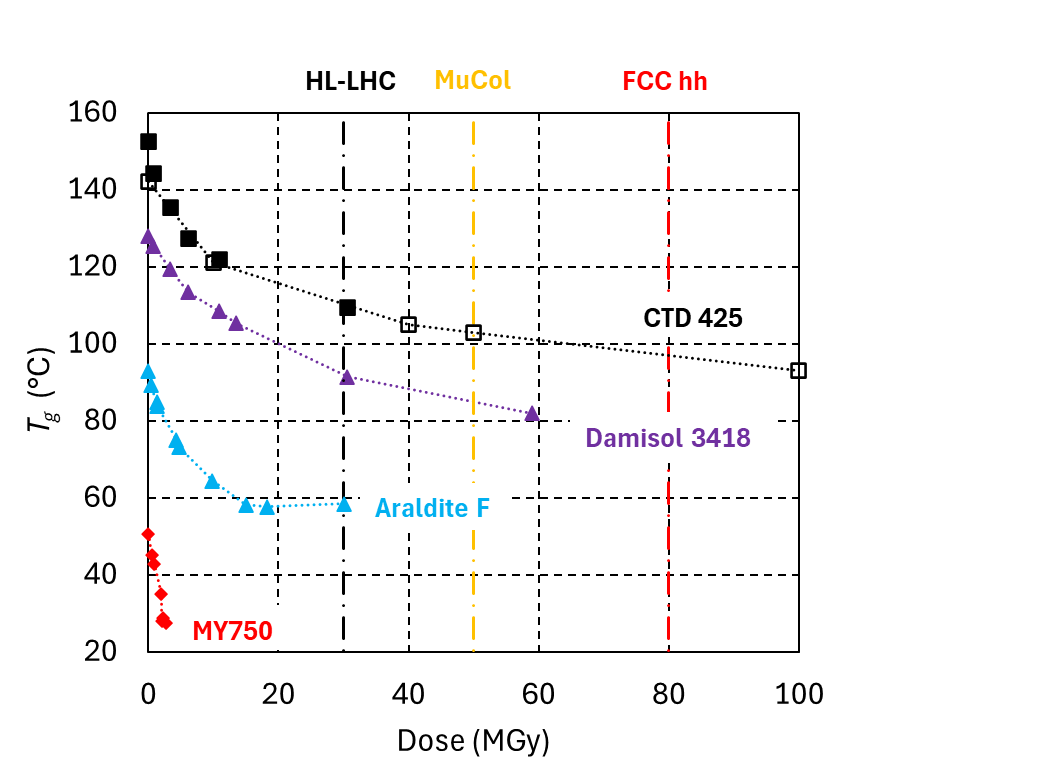 HL-LHC MuCol FCC hh
160
140
120
100
80
60
40
20
Tg (°C)
CTD 425
Damisol 3418
Araldite F
MY750
0 20 40 60 80 100
Dose (MGy)